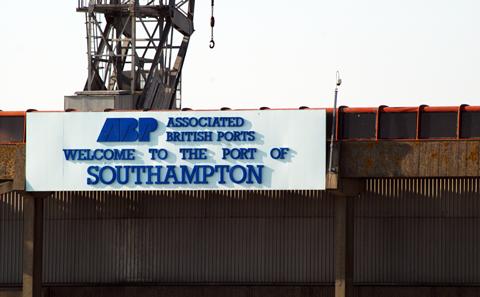 ABP ASSOCIATED
BRITISH PORTS
WELCOME TO THE PORT OF
SOUTHAMPTON